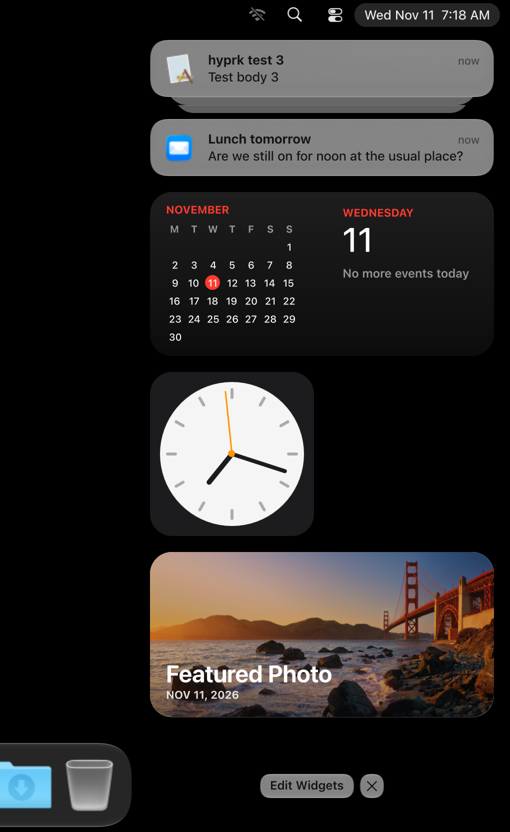 Wed Nov 11 7:18 AM
hyprk test 3
now
Test body 3
Lunch tomorrow
now
Are we still on for noon at the usual place?
NOVEMBER
M T W T F S S
1
2 3 4 5 6 7 8
9 10 11 12 13 14 15
16 17 18 19 20 21 22
23 24 25 26 27 28 29
30
WEDNESDAY
11
No more events today
Featured Photo
NOV 11, 2026
Edit Widgets